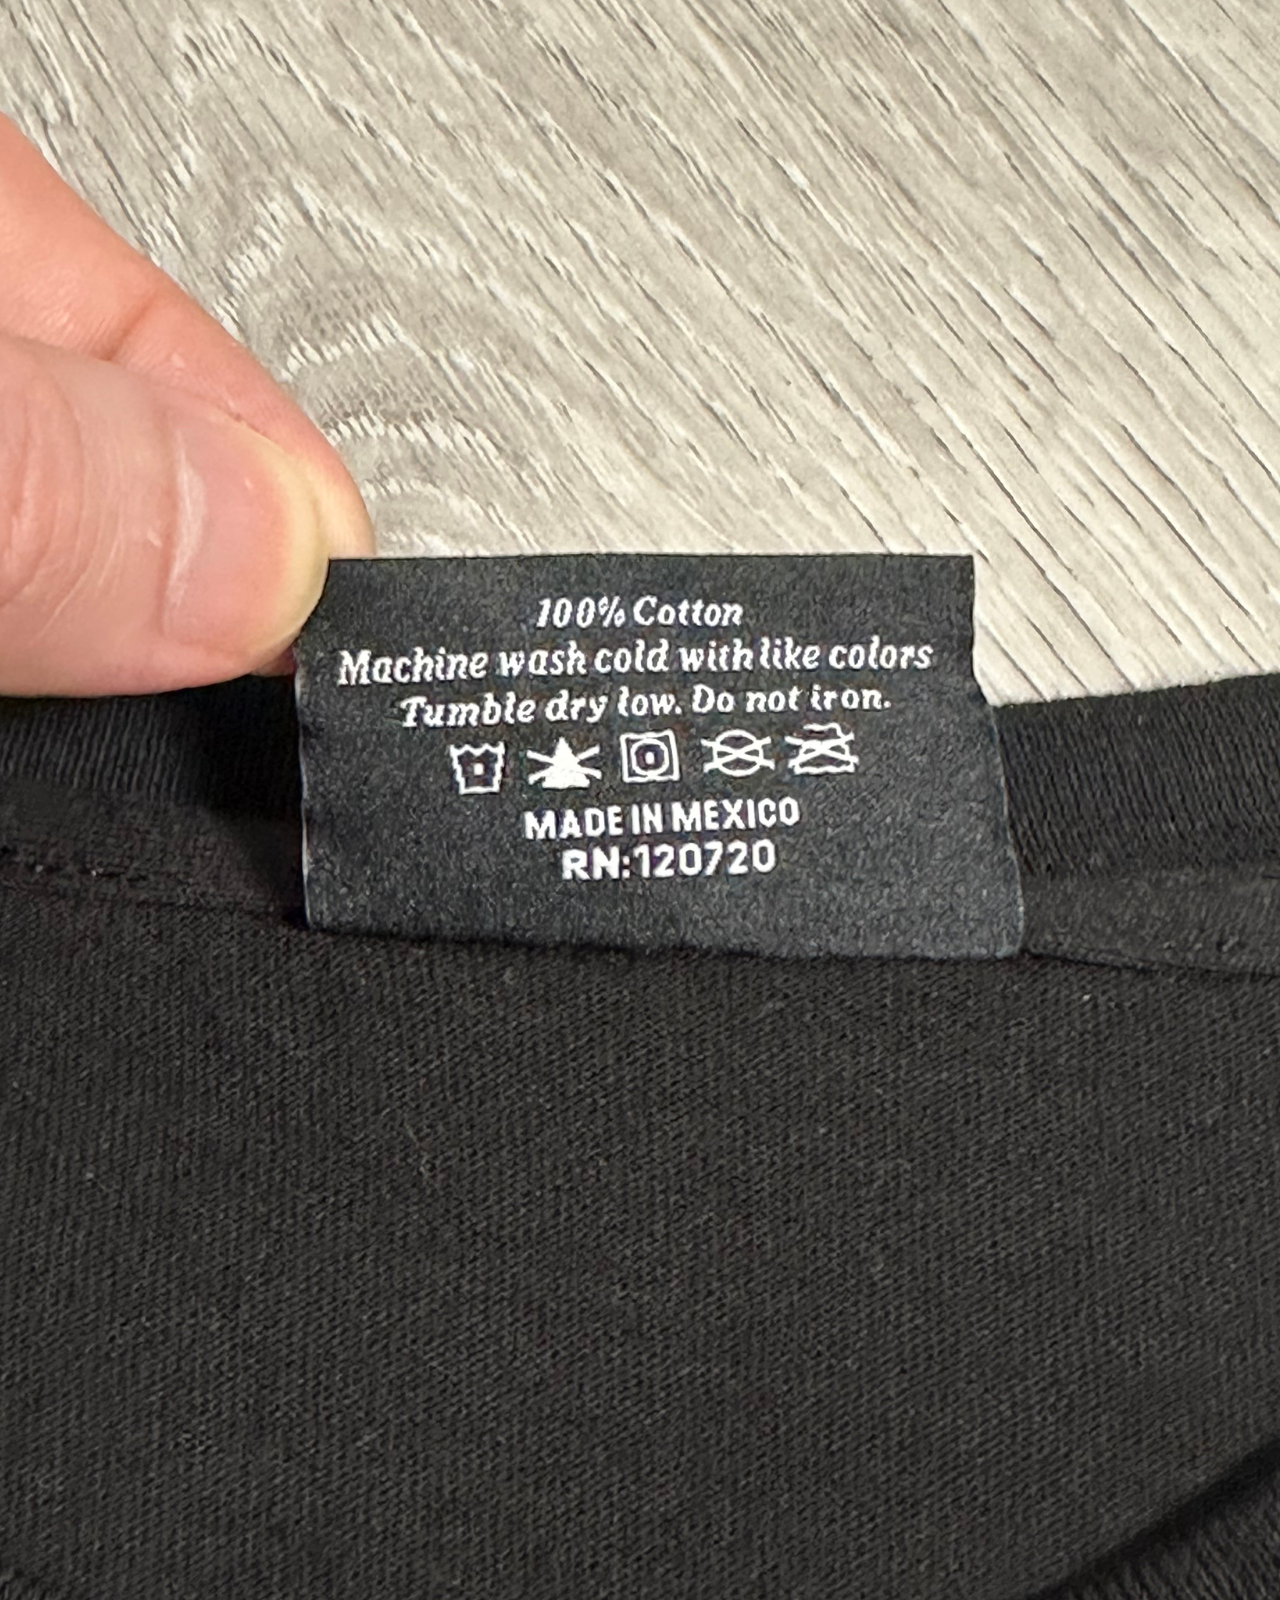 100% Cotton
Machine wash cold with like colors
Tumble dry low. Do not iron.
MADE IN MEXICO
RN:120720